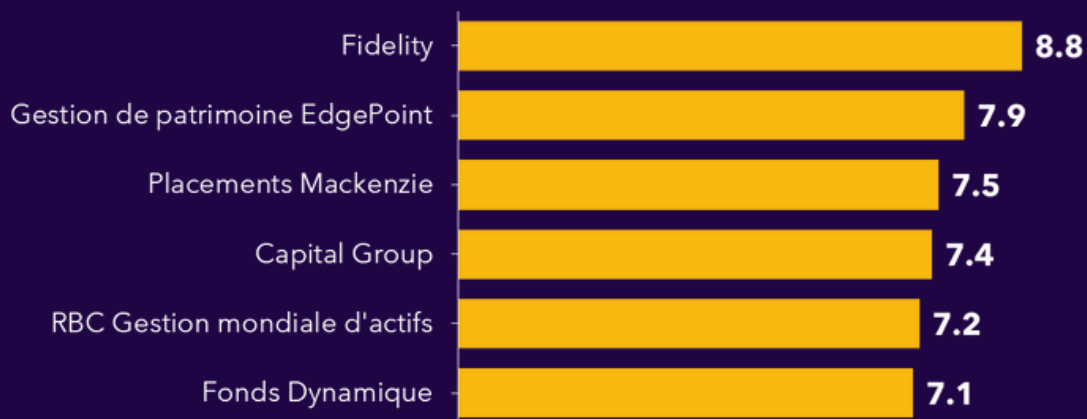 Fidelity 8.8
Gestion de patrimoine EdgePoint 7.9
Placements Mackenzie 7.5
Capital Group 7.4
RBC Gestion mondiale d'actifs 7.2
Fonds Dynamique 7.1